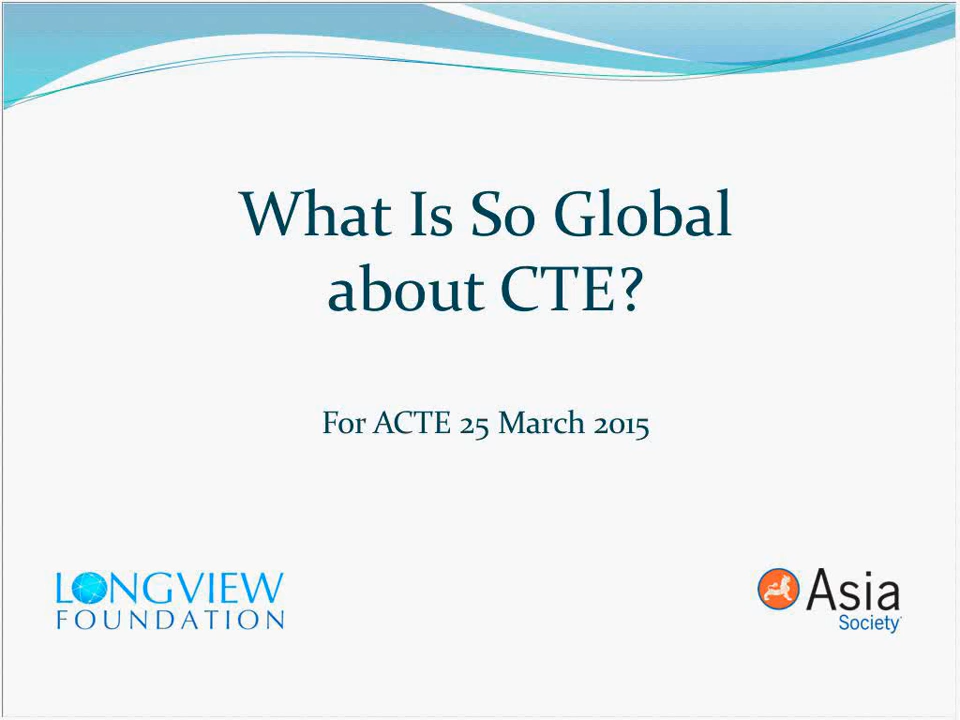 What Is So Global
about CTE?
For ACTE 25 March 2015
LONGVIEW
FOUNDATION
Asia
Society